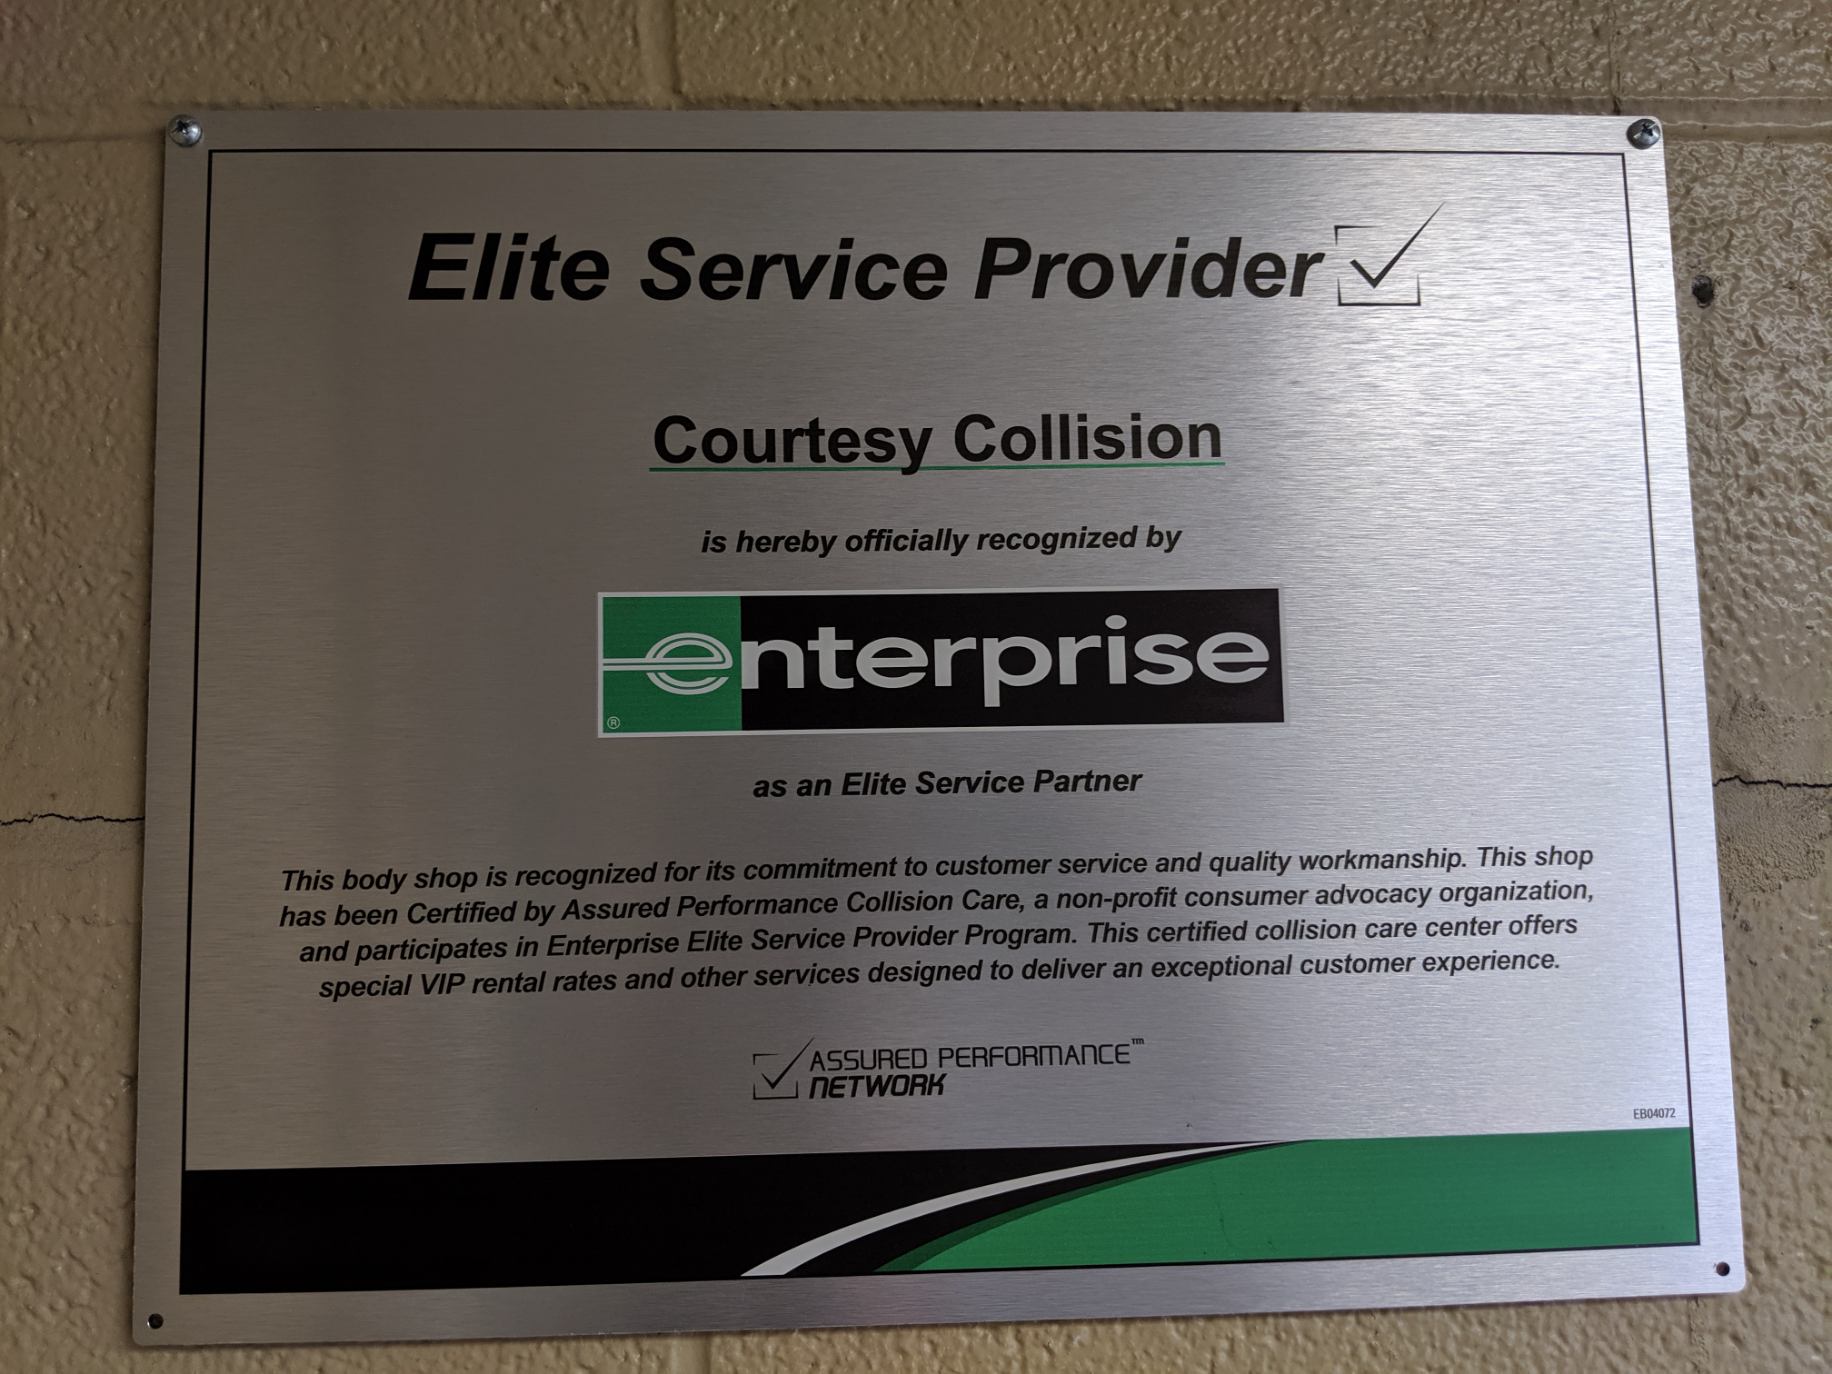 Elite Service Provider
Courtesy Collision
is hereby officially recognized by
enterprise
®
as an Elite Service Partner
This body shop is recognized for its commitment to customer service and quality workmanship. This shop
has been Certified by Assured Performance Collision Care, a non-profit consumer advocacy organization,
and participates in Enterprise Elite Service Provider Program. This certified collision care center offers
special VIP rental rates and other services designed to deliver an exceptional customer experience.
ASSURED PERFORMANCE™
NETWORK
EB04072